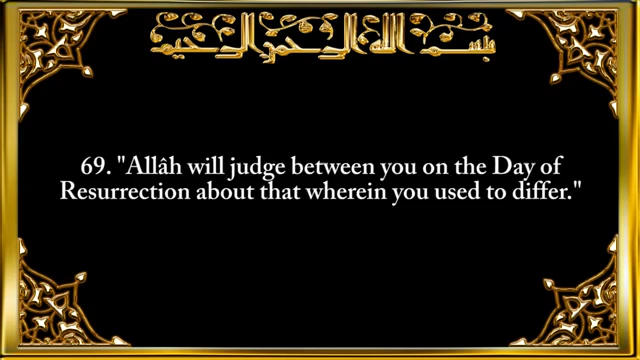 بسم الله الرحمن الرحيم
69. "Allâh will judge between you on the Day of
Resurrection about that wherein you used to differ."